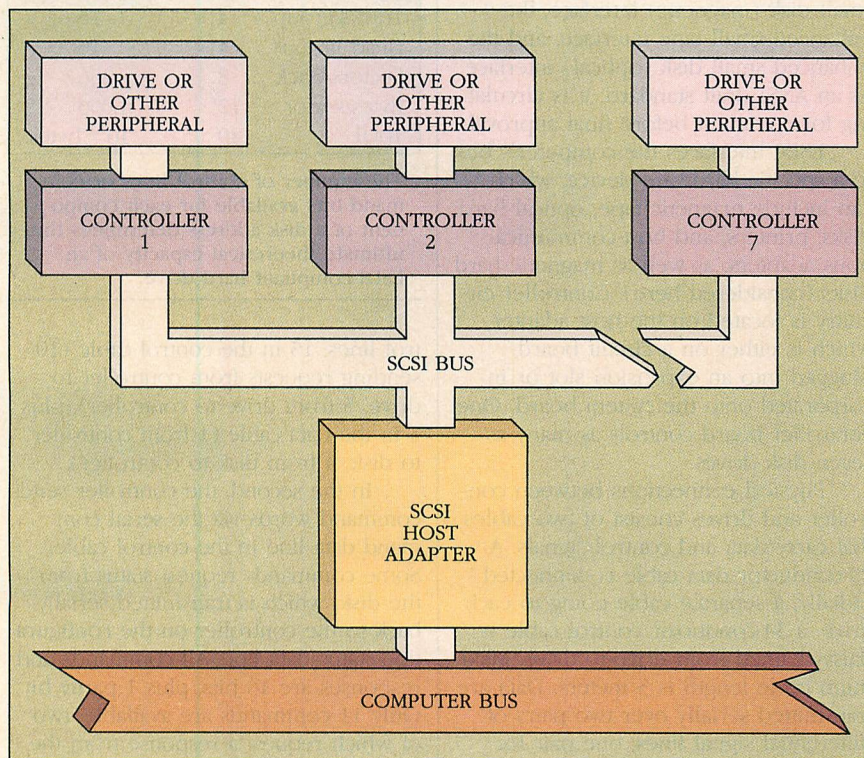 DRIVE OR
OTHER
PERIPHERAL
DRIVE OR
OTHER
PERIPHERAL
DRIVE OR
OTHER
PERIPHERAL
CONTROLLER
1
CONTROLLER
2
CONTROLLER
7
SCSI BUS
SCSI
HOST
ADAPTER
COMPUTER BUS